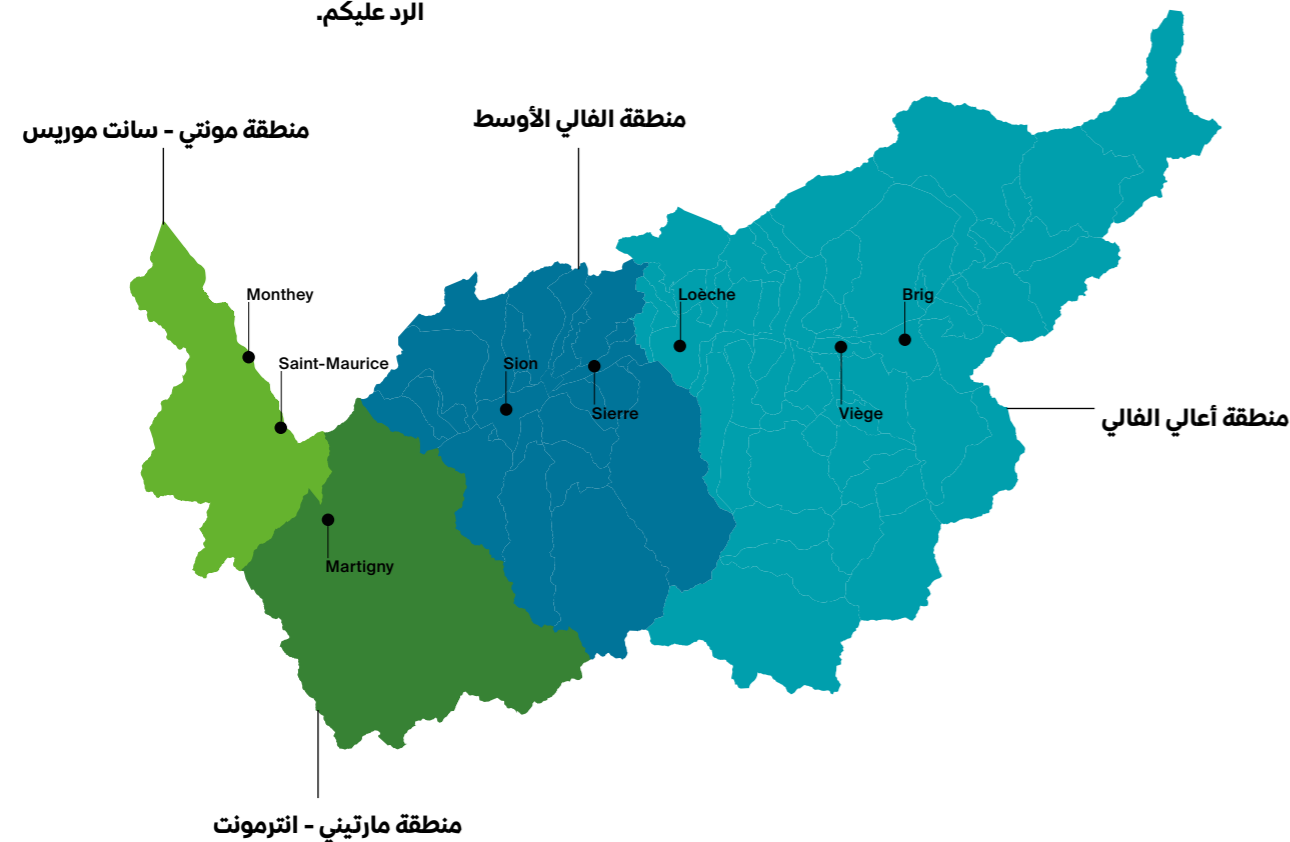 الرد عليكم.
منطقة الفالي الأوسط
منطقة مونتي - سانت موريس
Monthey
Loèche
Brig
Saint-Maurice
Sion
Sierre
Viège
منطقة أعالي الفالي
Martigny
منطقة مارتيني - انترمونت